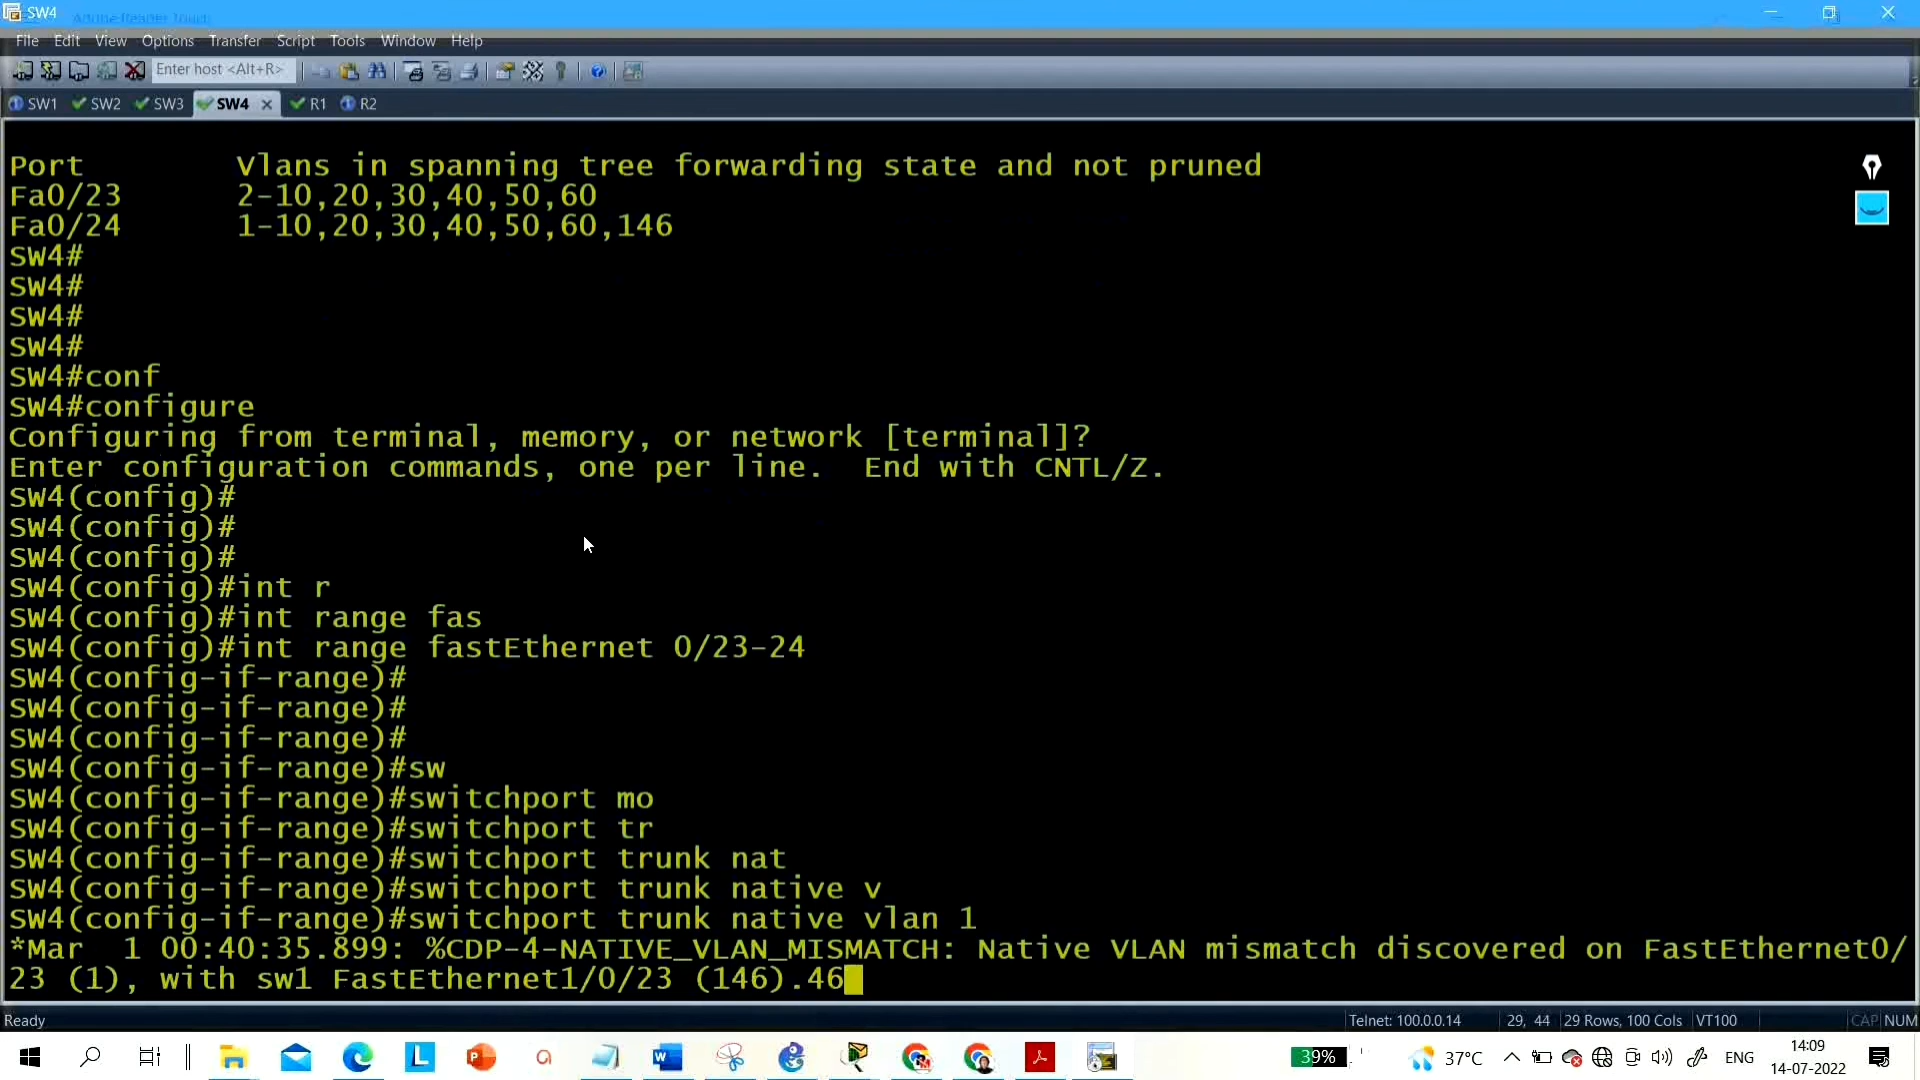 SW4
File Edit View Options Transfer Script Tools Window Help
Enter host <Alt+R>
SW1 SW2 SW3 SW4 R1 R2
Port        Vlans in spanning tree forwarding state and not pruned
Fa0/23      2-10,20,30,40,50,60
Fa0/24      1-10,20,30,40,50,60,146
SW4#
SW4#
SW4#
SW4#
SW4#conf
SW4#configure
Configuring from terminal, memory, or network [terminal]?
Enter configuration commands, one per line.  End with CNTL/Z.
SW4(config)#
SW4(config)#
SW4(config)#
SW4(config)#int r
SW4(config)#int range fas
SW4(config)#int range fastEthernet 0/23-24
SW4(config-if-range)#
SW4(config-if-range)#
SW4(config-if-range)#
SW4(config-if-range)#sw
SW4(config-if-range)#switchport mo
SW4(config-if-range)#switchport tr
SW4(config-if-range)#switchport trunk nat
SW4(config-if-range)#switchport trunk native v
SW4(config-if-range)#switchport trunk native vlan 1
*Mar  1 00:40:35.899: %CDP-4-NATIVE_VLAN_MISMATCH: Native VLAN mismatch discovered on FastEthernet0/
23 (1), with sw1 FastEthernet1/0/23 (146).46
Ready Telnet: 100.0.0.14 29, 44 29 Rows, 100 Cols VT100 CAP NUM
39% 37°C ENG 14:09
14-07-2022